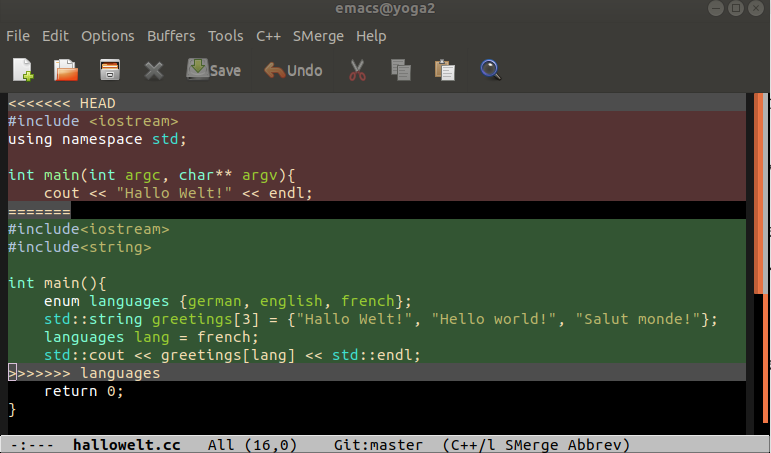 emacs@yoga2
File Edit Options Buffers Tools C++ SMerge Help
Save Undo
<<<<<<< HEAD
#include <iostream>
using namespace std;

int main(int argc, char** argv){
    cout << "Hallo Welt!" << endl;
=======
#include<iostream>
#include<string>

int main(){
    enum languages {german, english, french};
    std::string greetings[3] = {"Hallo Welt!", "Hello world!", "Salut monde!"};
    languages lang = french;
    std::cout << greetings[lang] << std::endl;
>>>>>>> languages
    return 0;
}
-:---  hallowelt.cc   All (16,0)    Git:master  (C++/l SMerge Abbrev)